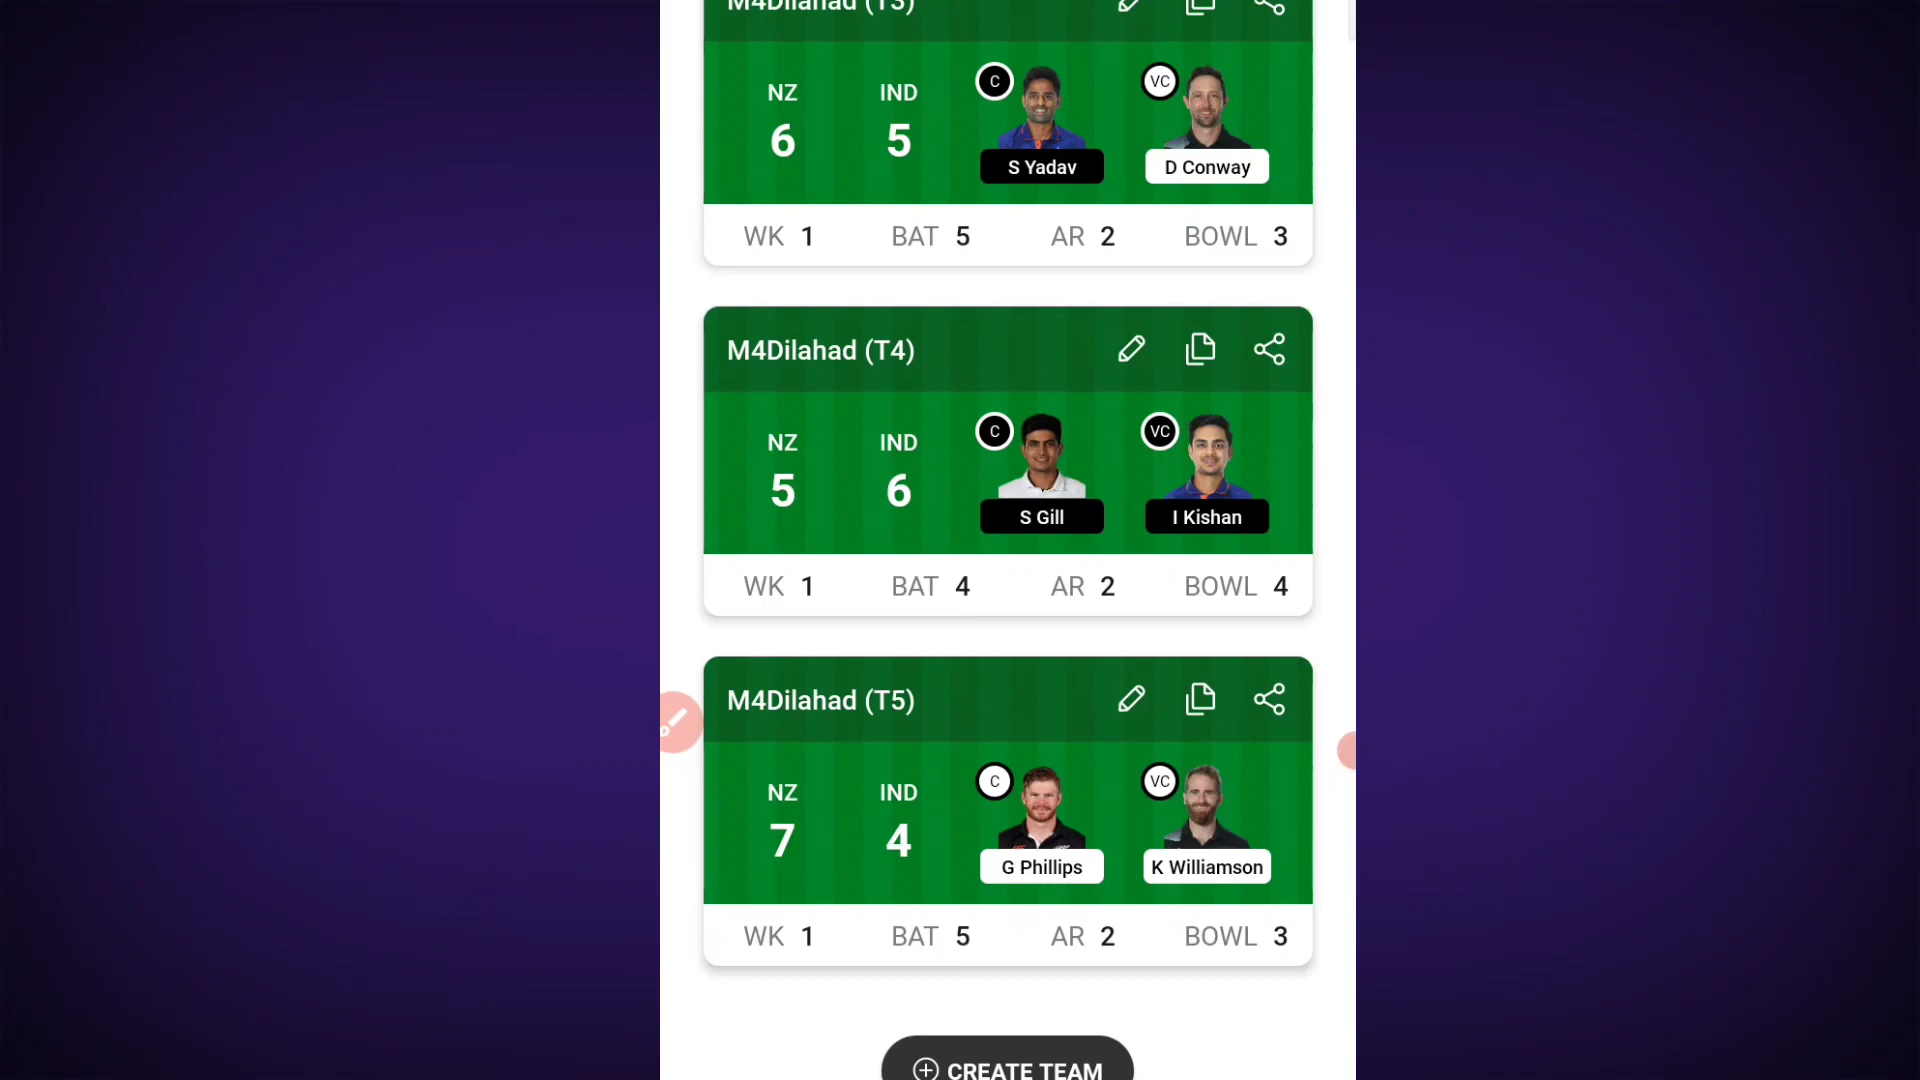 M4Dilahad (T3)
NZ IND C VC
6 5
S Yadav D Conway
WK 1 BAT 5 AR 2 BOWL 3
M4Dilahad (T4)
NZ IND C VC
5 6
S Gill I Kishan
WK 1 BAT 4 AR 2 BOWL 4
M4Dilahad (T5)
NZ IND C VC
7 4
G Phillips K Williamson
WK 1 BAT 5 AR 2 BOWL 3
CREATE TEAM